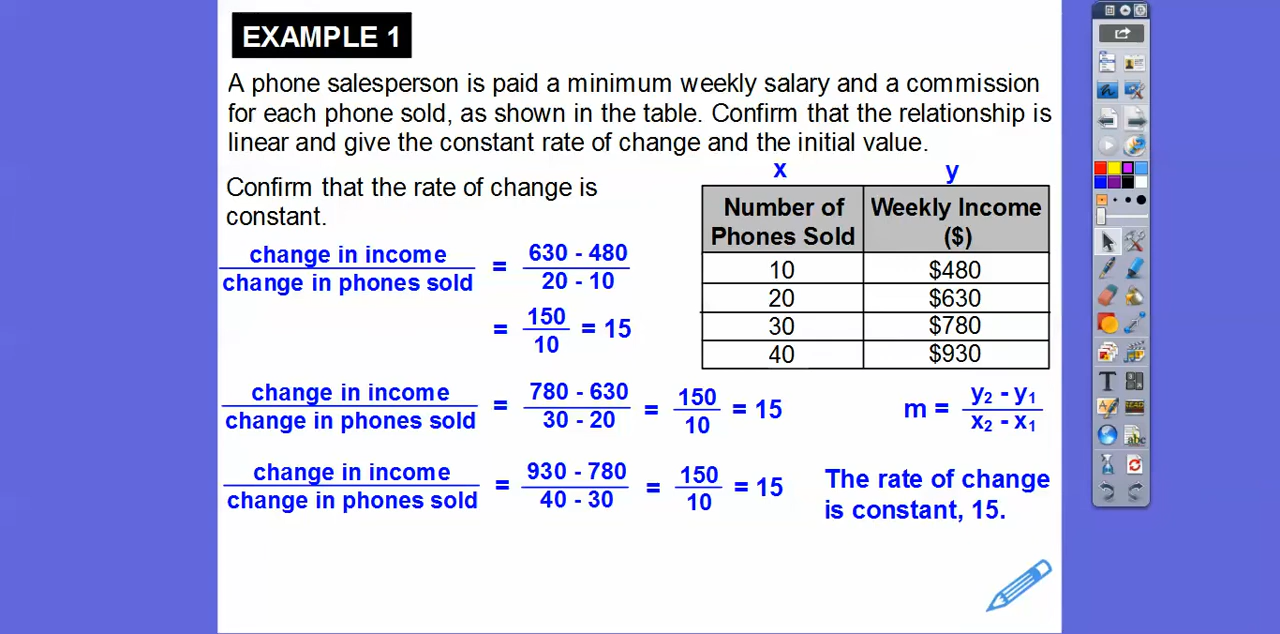 EXAMPLE 1
A phone salesperson is paid a minimum weekly salary and a commission
for each phone sold, as shown in the table. Confirm that the relationship is
linear and give the constant rate of change and the initial value.
Confirm that the rate of change is
constant.
change in income / change in phones sold = 630 - 480 / 20 - 10
= 150 / 10 = 15
x y
Number of Phones Sold Weekly Income ($)
10 $480
20 $630
30 $780
40 $930
change in income / change in phones sold = 780 - 630 / 30 - 20 = 150 / 10 = 15
m = y₂ - y₁ / x₂ - x₁
change in income / change in phones sold = 930 - 780 / 40 - 30 = 150 / 10 = 15
The rate of change
is constant, 15.
T
abc